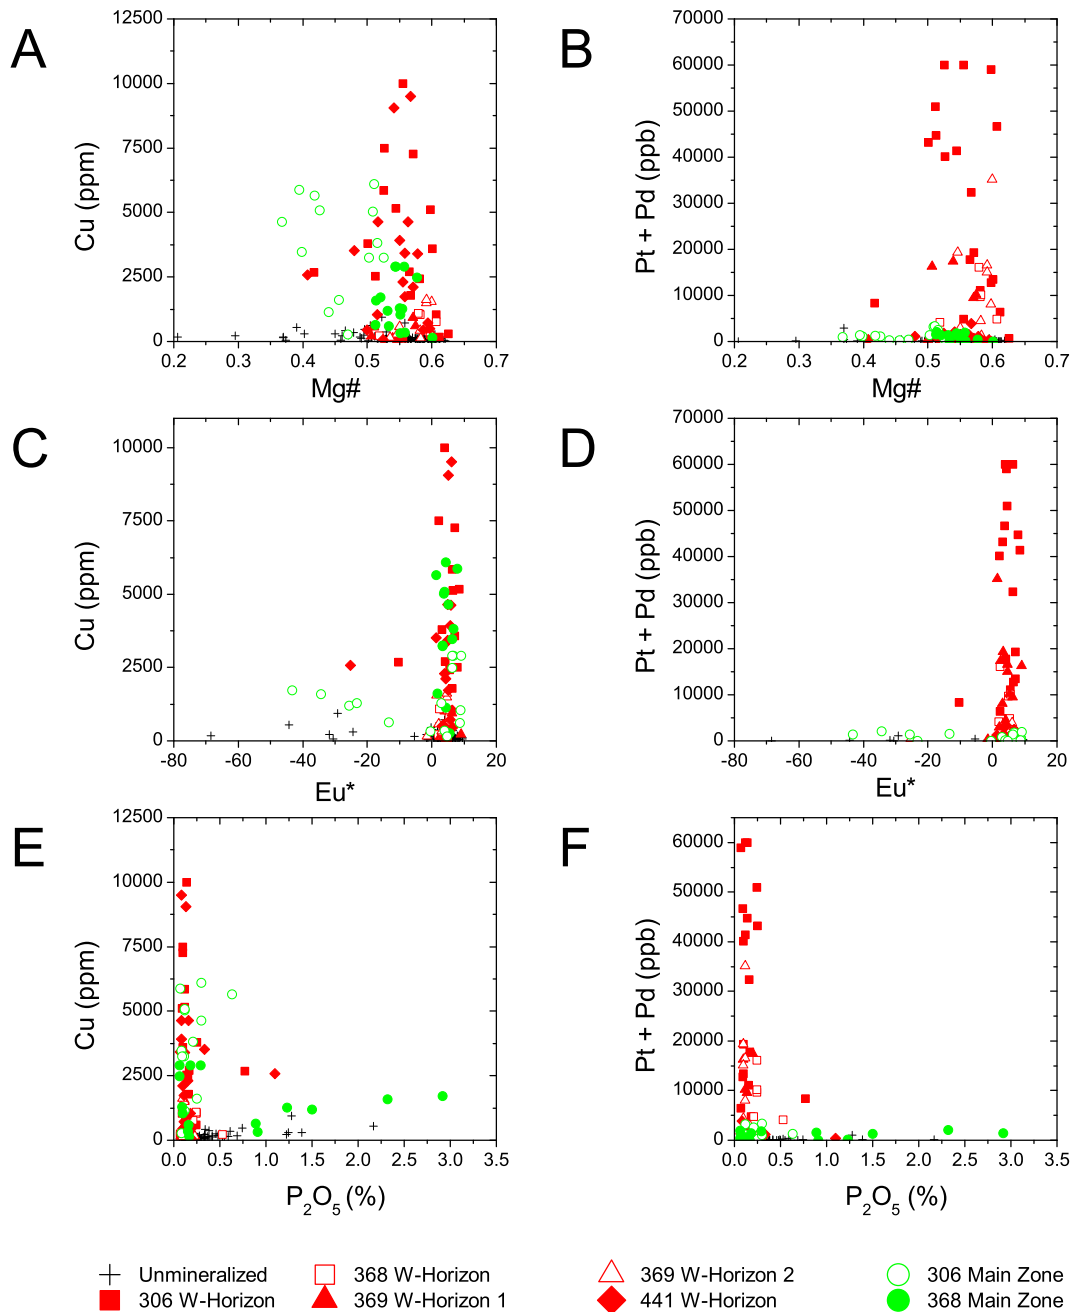 A
12500
10000
7500
5000
2500
0
Cu (ppm)
0.2 0.3 0.4 0.5 0.6 0.7
Mg#
B
70000
60000
50000
40000
30000
20000
10000
0
Pt + Pd (ppb)
0.2 0.3 0.4 0.5 0.6 0.7
Mg#
C
10000
7500
5000
2500
0
Cu (ppm)
-80 -60 -40 -20 0 20
Eu*
D
70000
60000
50000
40000
30000
20000
10000
0
Pt + Pd (ppb)
-80 -60 -40 -20 0 20
Eu*
E
12500
10000
7500
5000
2500
0
Cu (ppm)
0.0 0.5 1.0 1.5 2.0 2.5 3.0 3.5
P2O5 (%)
F
60000
50000
40000
30000
20000
10000
0
Pt + Pd (ppb)
0.0 0.5 1.0 1.5 2.0 2.5 3.0 3.5
P2O5 (%)
Unmineralized 368 W-Horizon 369 W-Horizon 2 306 Main Zone
306 W-Horizon 369 W-Horizon 1 441 W-Horizon 368 Main Zone